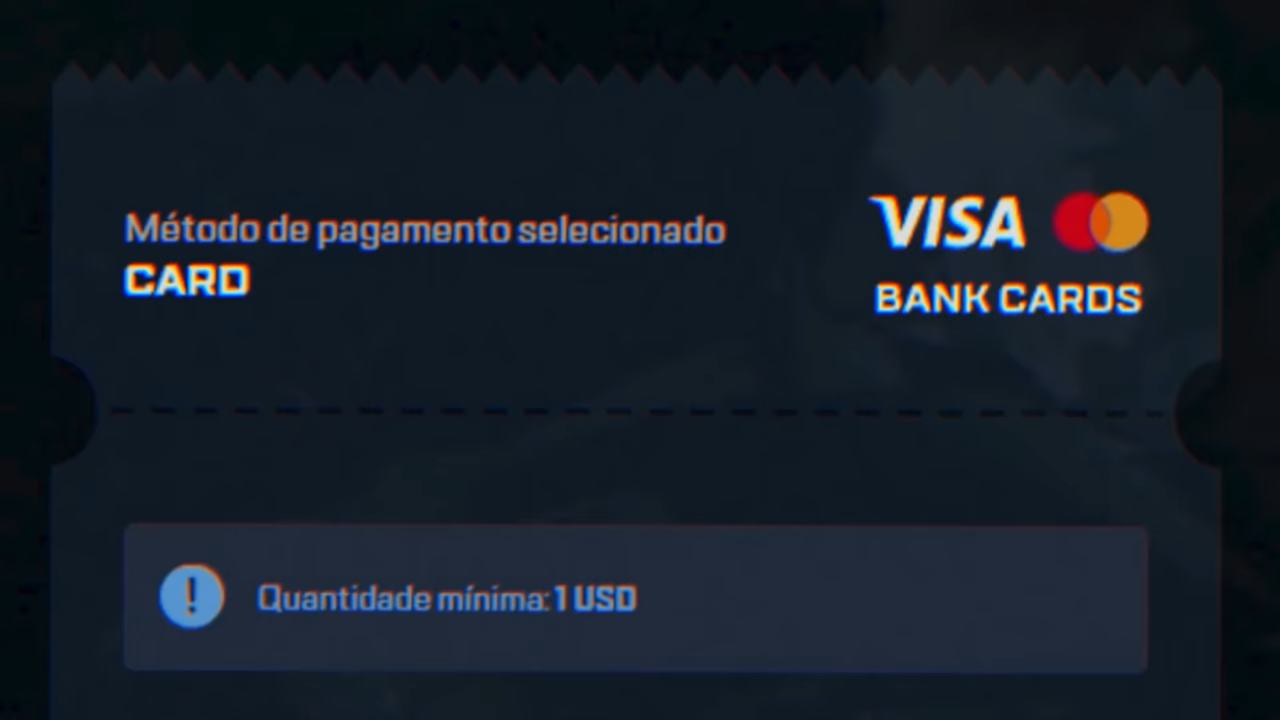 Método de pagamento selecionado
CARD
VISA
BANK CARDS
! Quantidade mínima: 1 USD